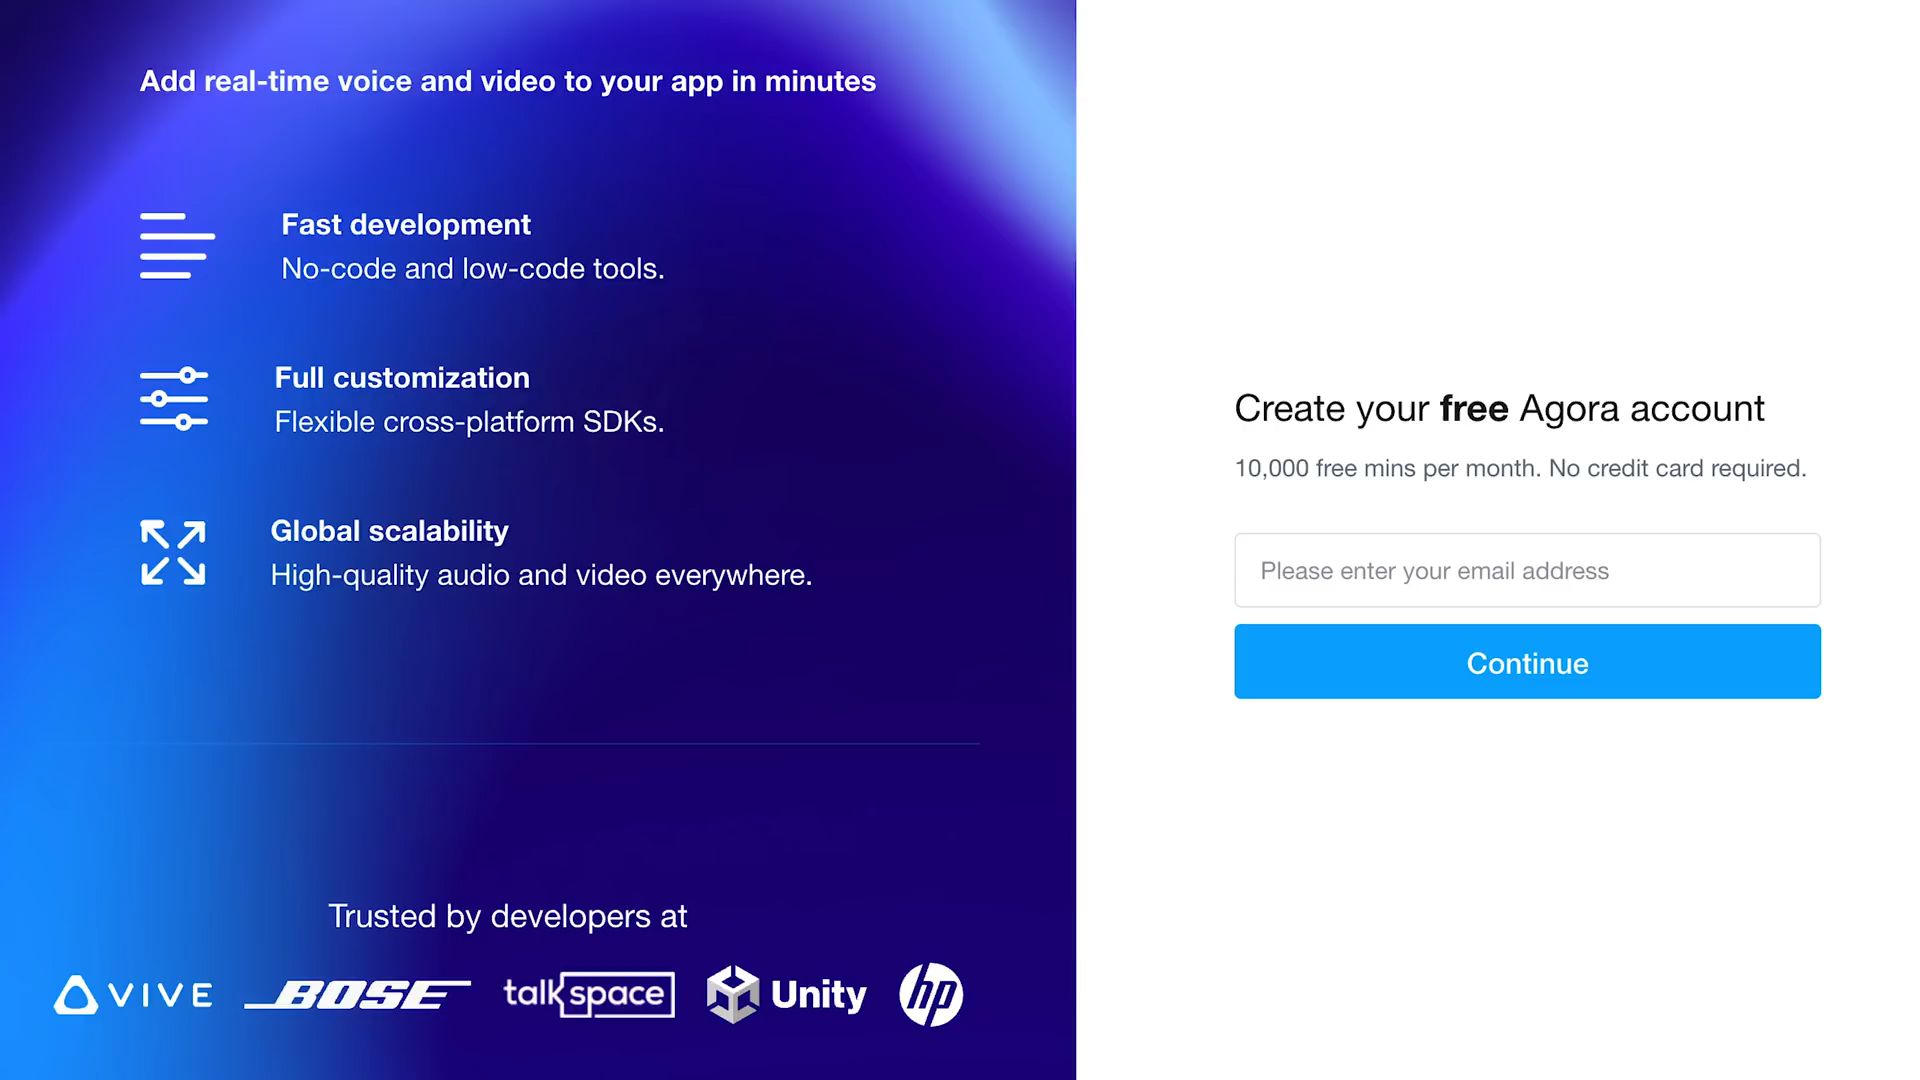 Add real-time voice and video to your app in minutes
Fast development
No-code and low-code tools.
Full customization
Flexible cross-platform SDKs.
Global scalability
High-quality audio and video everywhere.
Trusted by developers at
VIVE BOSE talkspace Unity hp
Create your free Agora account
10,000 free mins per month. No credit card required.
Please enter your email address
Continue